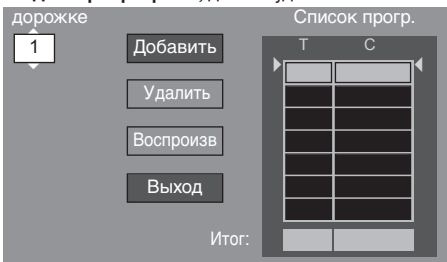 дорожке
Список прогр.
1
Добавить
T
C
Удалить
Воспроизв
Выход
Итог: